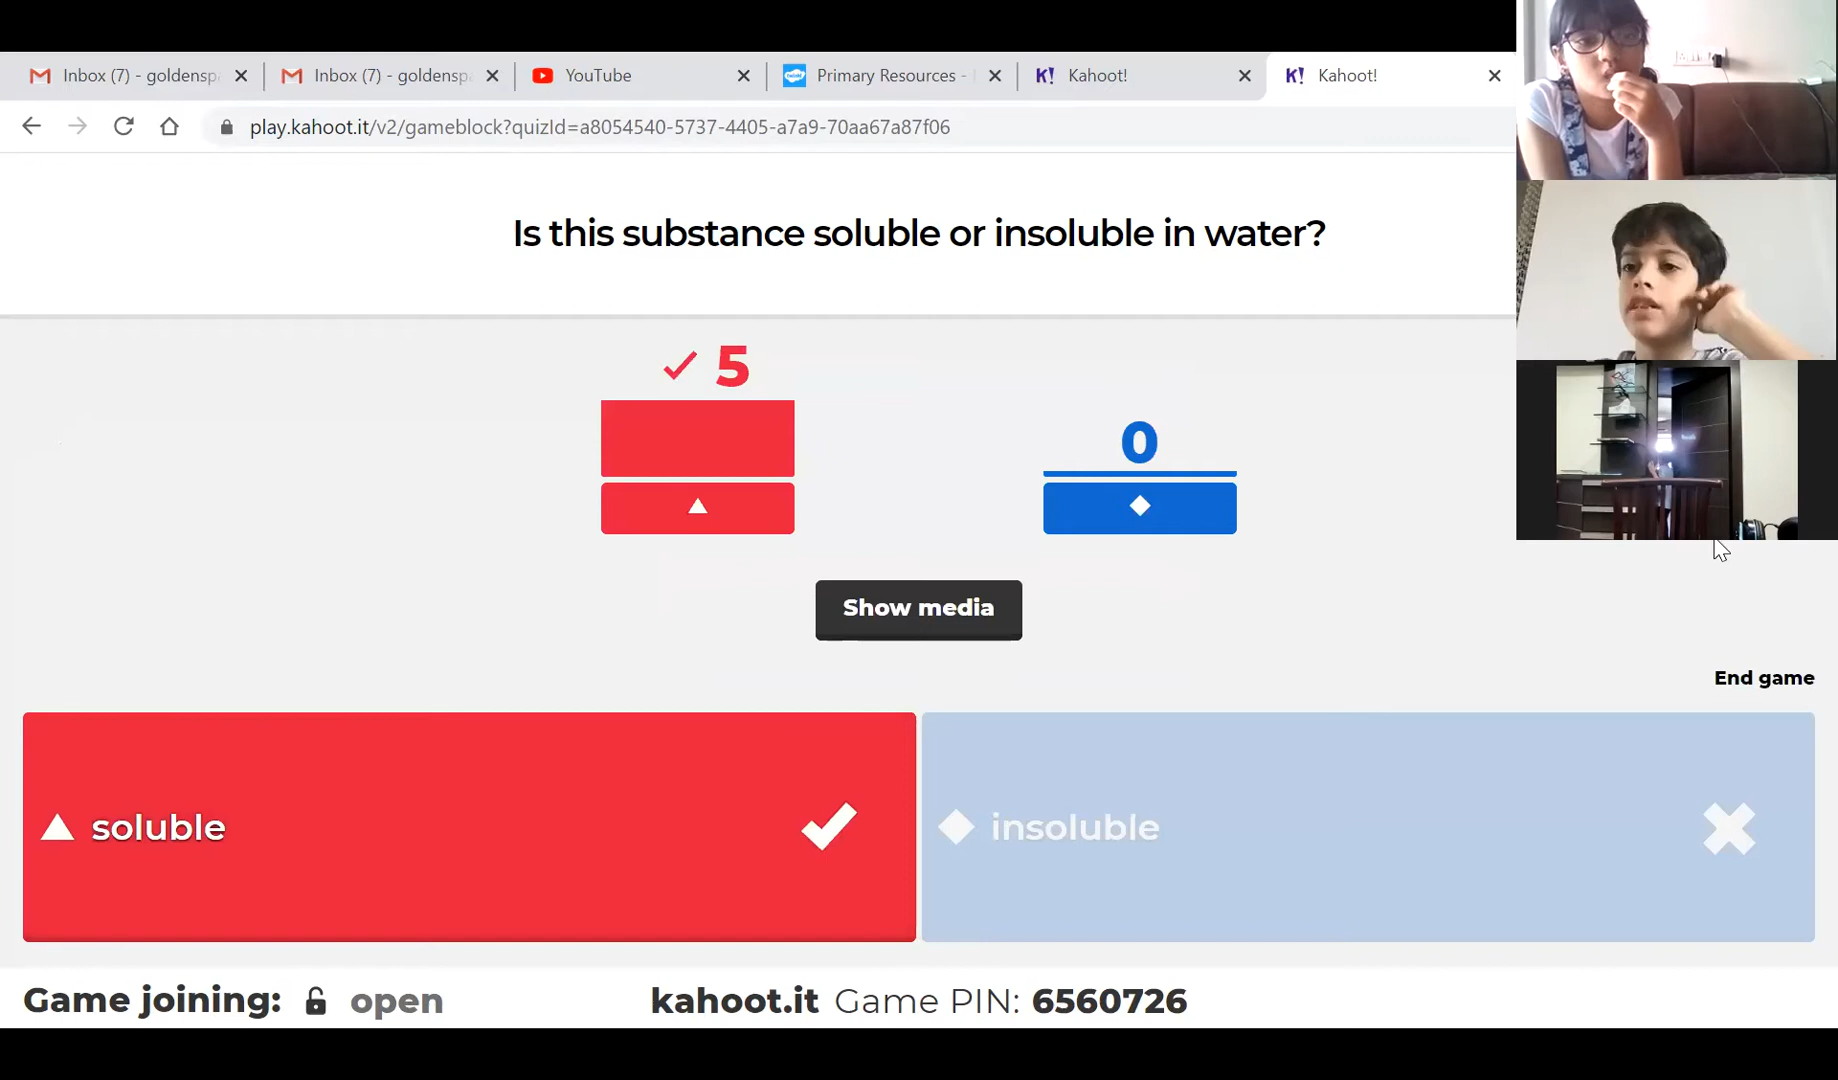 Inbox (7) - goldensp
Inbox (7) - goldenspe
YouTube
Primary Resources -
Kahoot!
Kahoot!
play.kahoot.it/v2/gameblock?quizId=a8054540-5737-4405-a7a9-70aa67a87f06
Is this substance soluble or insoluble in water?
5
0
Show media
End game
soluble
insoluble
Game joining: open
kahoot.it Game PIN: 6560726